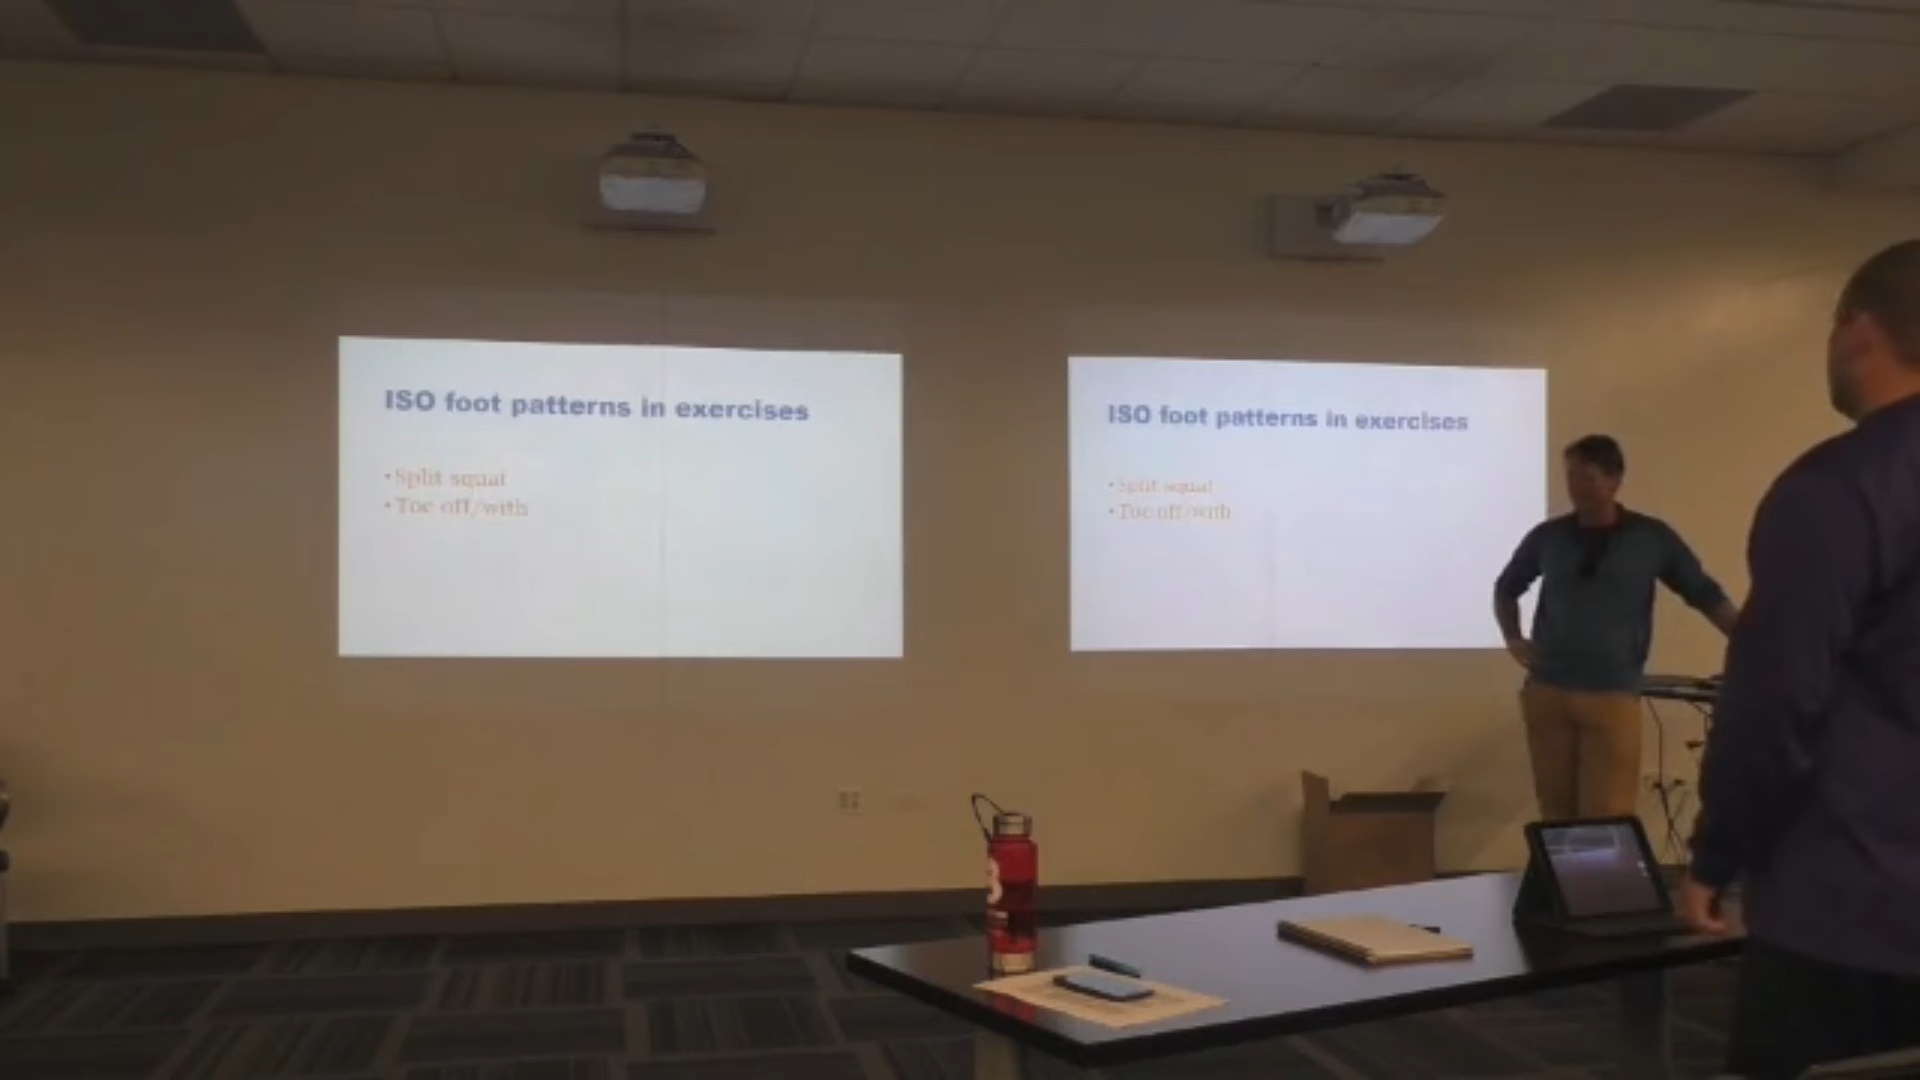 ISO foot patterns in exercises
• Split squat
• Toe off/with
ISO foot patterns in exercises
• Split squat
• Toe off/with